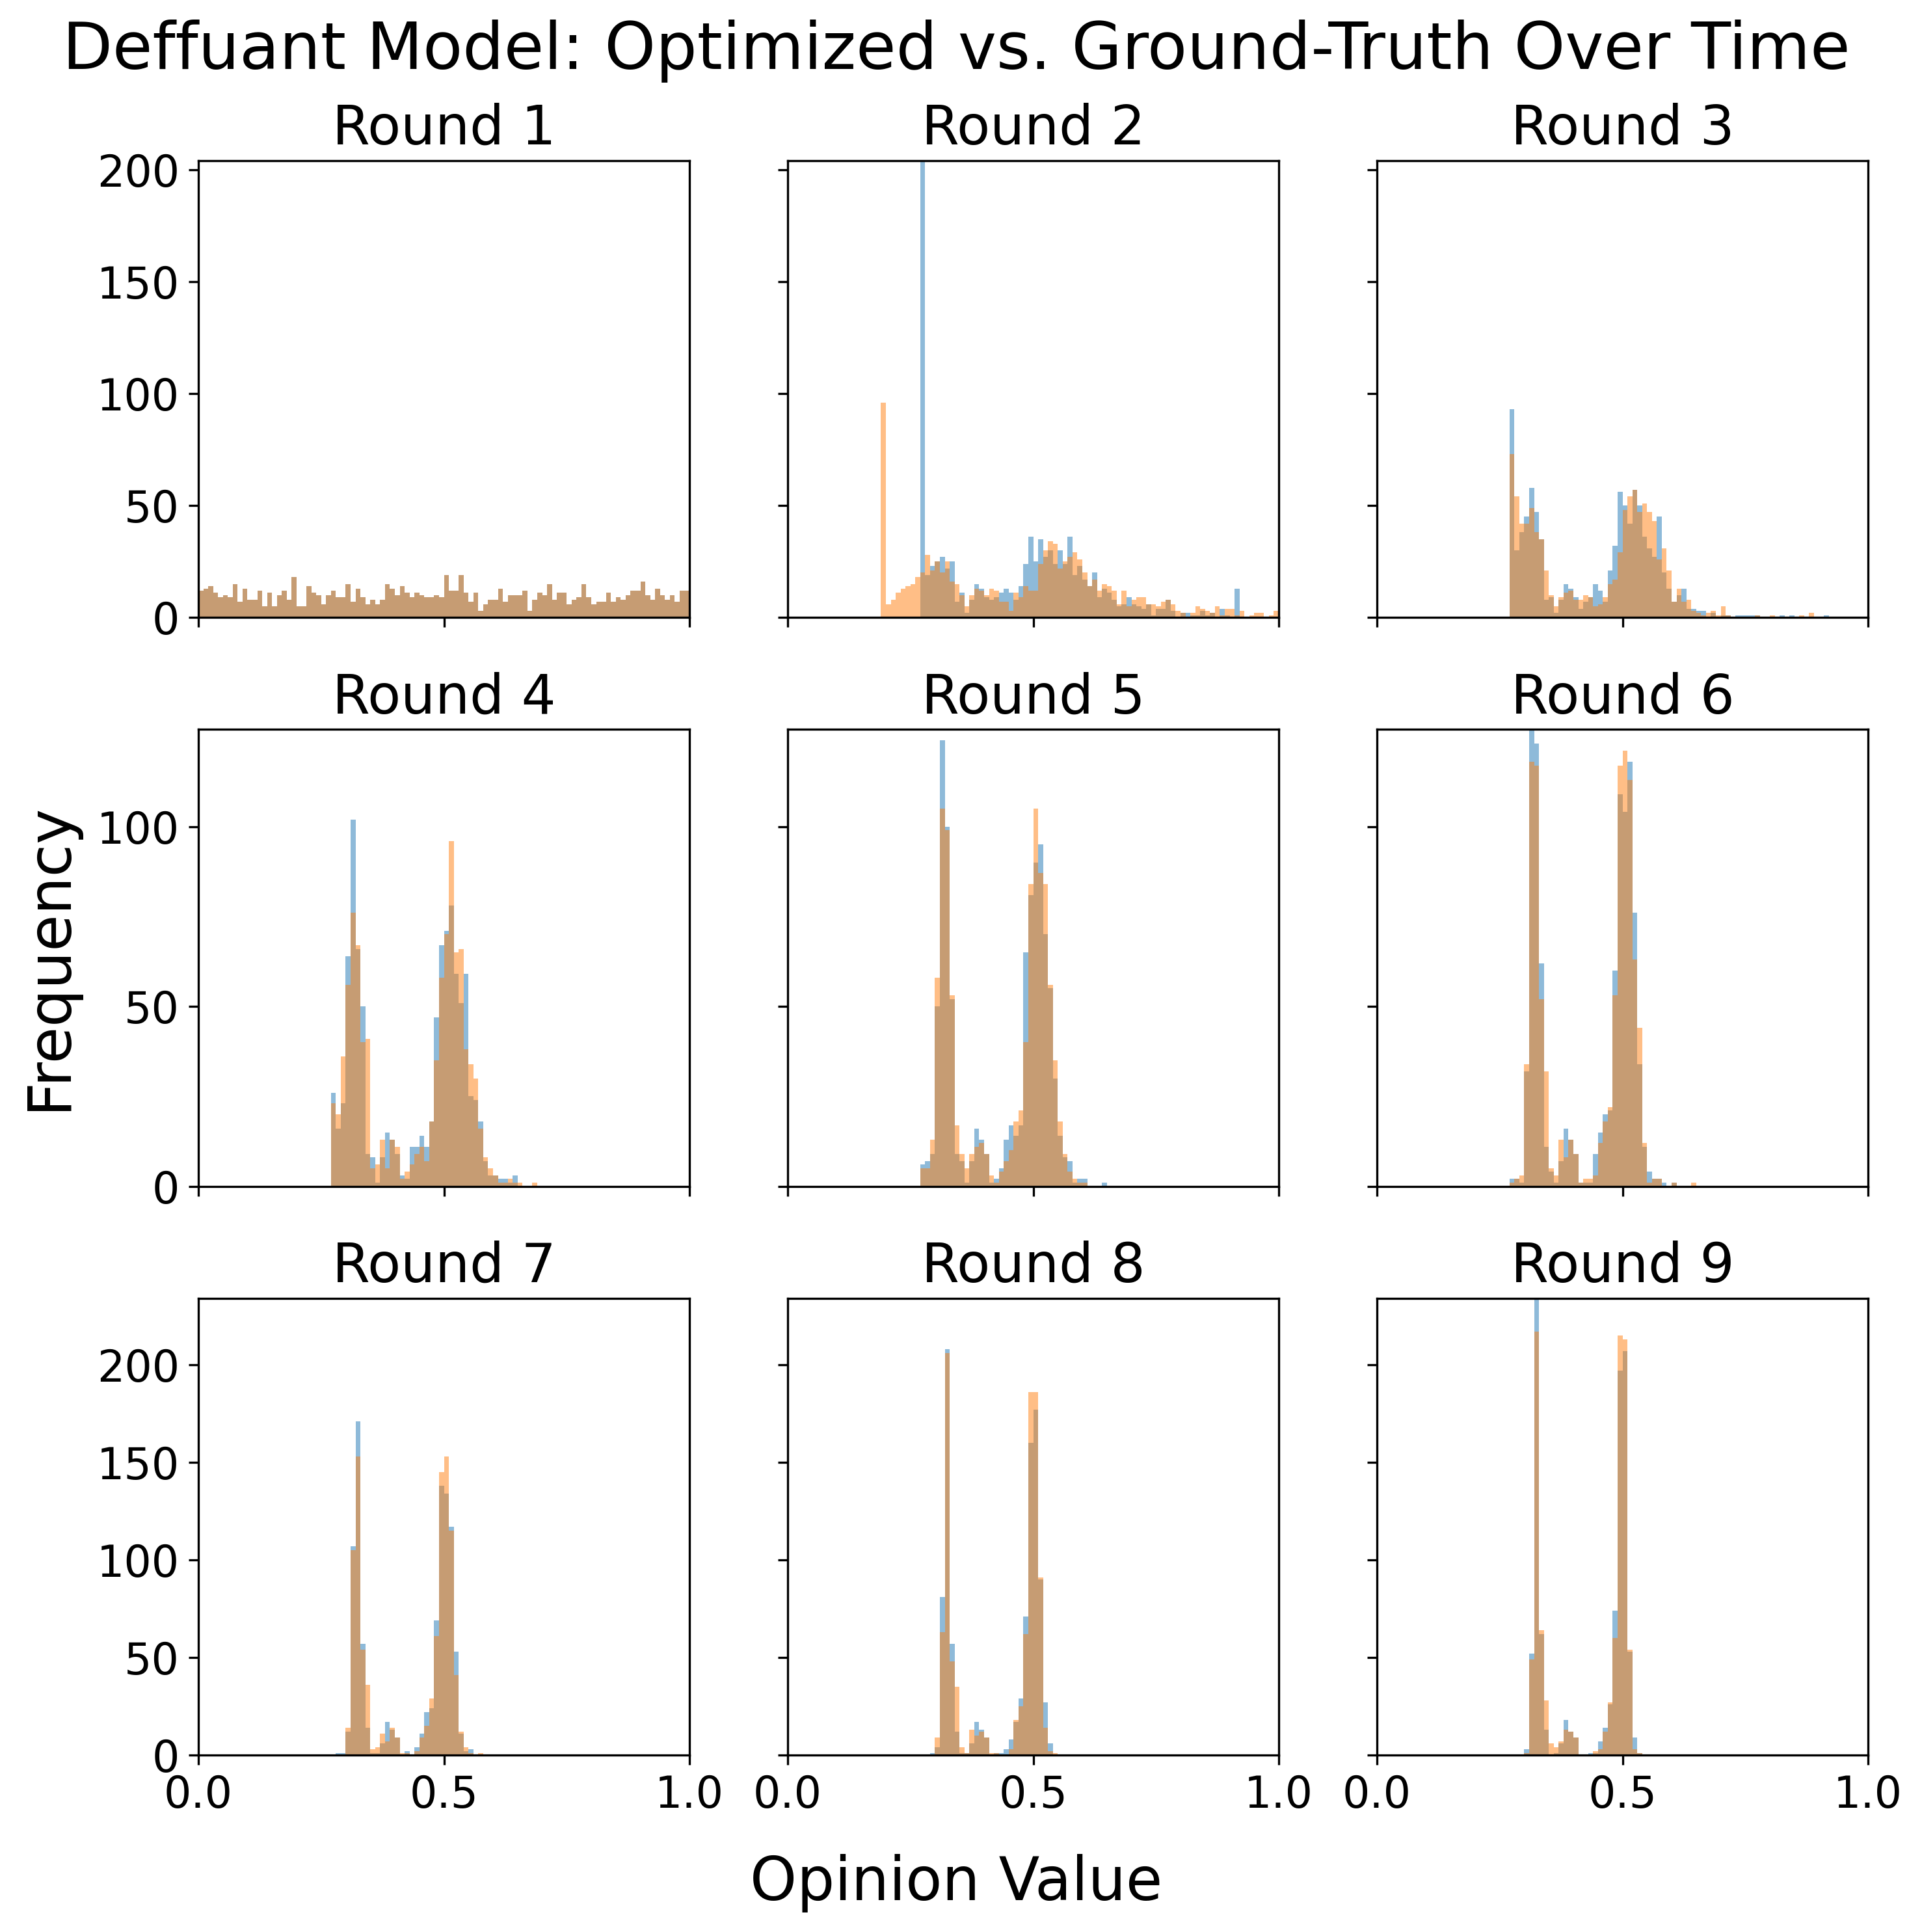 Deffuant Model: Optimized vs. Ground-Truth Over Time
Round 1
Round 2
Round 3
200
150
100
50
0
Round 4
Round 5
Round 6
100
50
0
Frequency
Round 7
Round 8
Round 9
200
150
100
50
0
0.0 0.5 1.0
0.0 0.5 1.0
0.0 0.5 1.0
Opinion Value